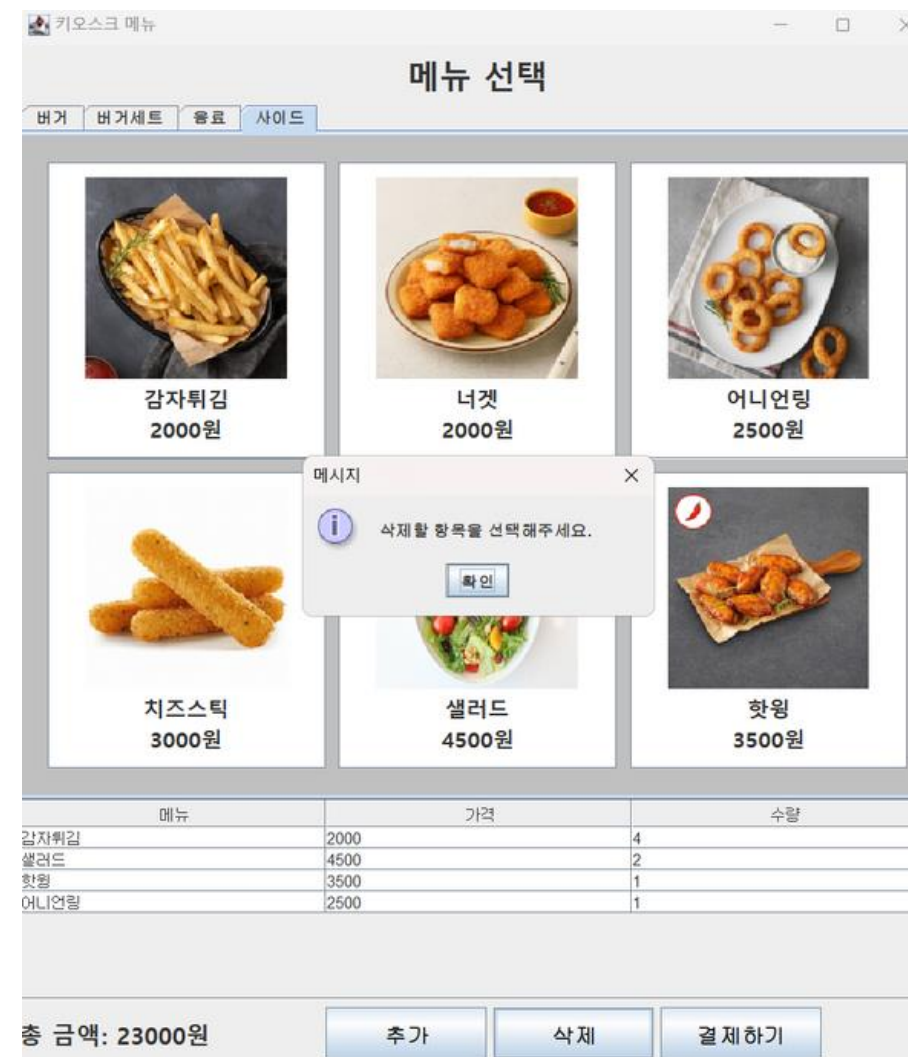 키오스크 메뉴
메뉴 선택
버거 버거세트 음료 사이드
감자튀김 너겟 어니언링
2000원 2000원 2500원
메시지
삭제할 항목을 선택해주세요.
확인
치즈스틱 샐러드 핫윙
3000원 4500원 3500원
메뉴 가격 수량
감자튀김 2000 4
샐러드 4500 2
핫윙 3500 1
어니언링 2500 1
총 금액: 23000원 추가 삭제 결제하기